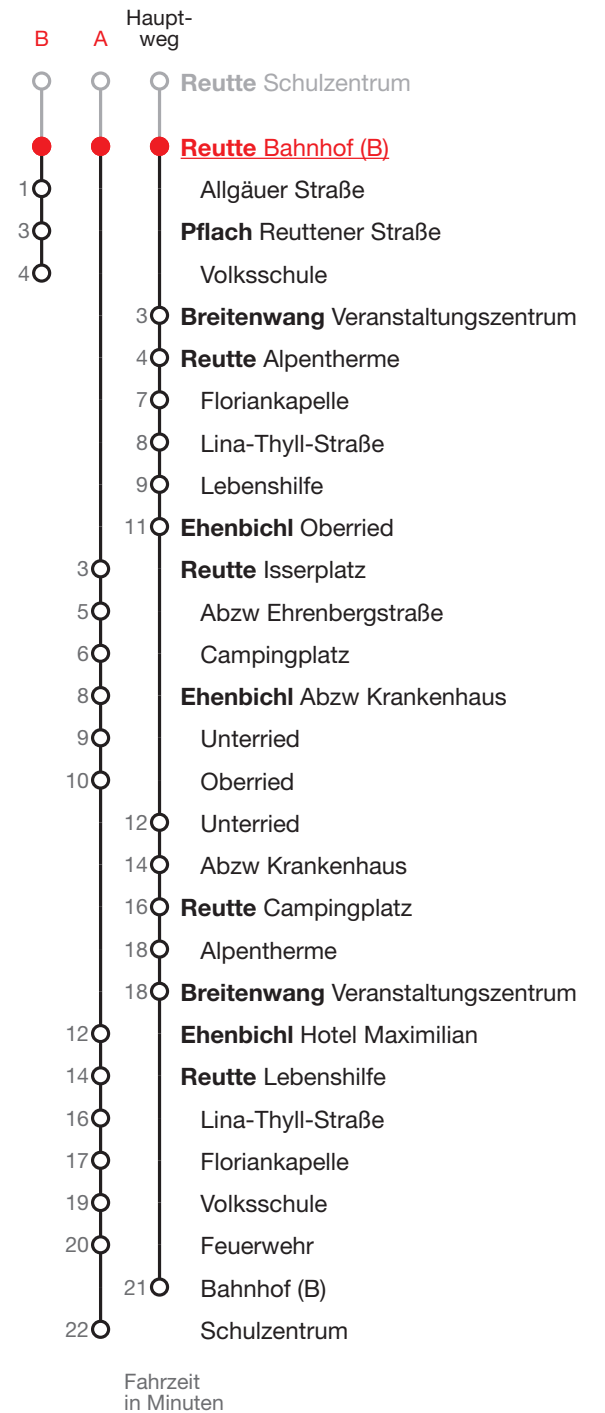 Haupt-
B A weg
Reutte Schulzentrum
Reutte Bahnhof (B)
1 Allgäuer Straße
3 Pflach Reuttener Straße
4 Volksschule
3 Breitenwang Veranstaltungszentrum
4 Reutte Alpentherme
7 Floriankapelle
8 Lina-Thyll-Straße
9 Lebenshilfe
11 Ehenbichl Oberried
3 Reutte Isserplatz
5 Abzw Ehrenbergstraße
6 Campingplatz
8 Ehenbichl Abzw Krankenhaus
9 Unterried
10 Oberried
12 Unterried
14 Abzw Krankenhaus
16 Reutte Campingplatz
18 Alpentherme
18 Breitenwang Veranstaltungszentrum
12 Ehenbichl Hotel Maximilian
14 Reutte Lebenshilfe
16 Lina-Thyll-Straße
17 Floriankapelle
19 Volksschule
20 Feuerwehr
21 Bahnhof (B)
22 Schulzentrum
Fahrzeit
in Minuten